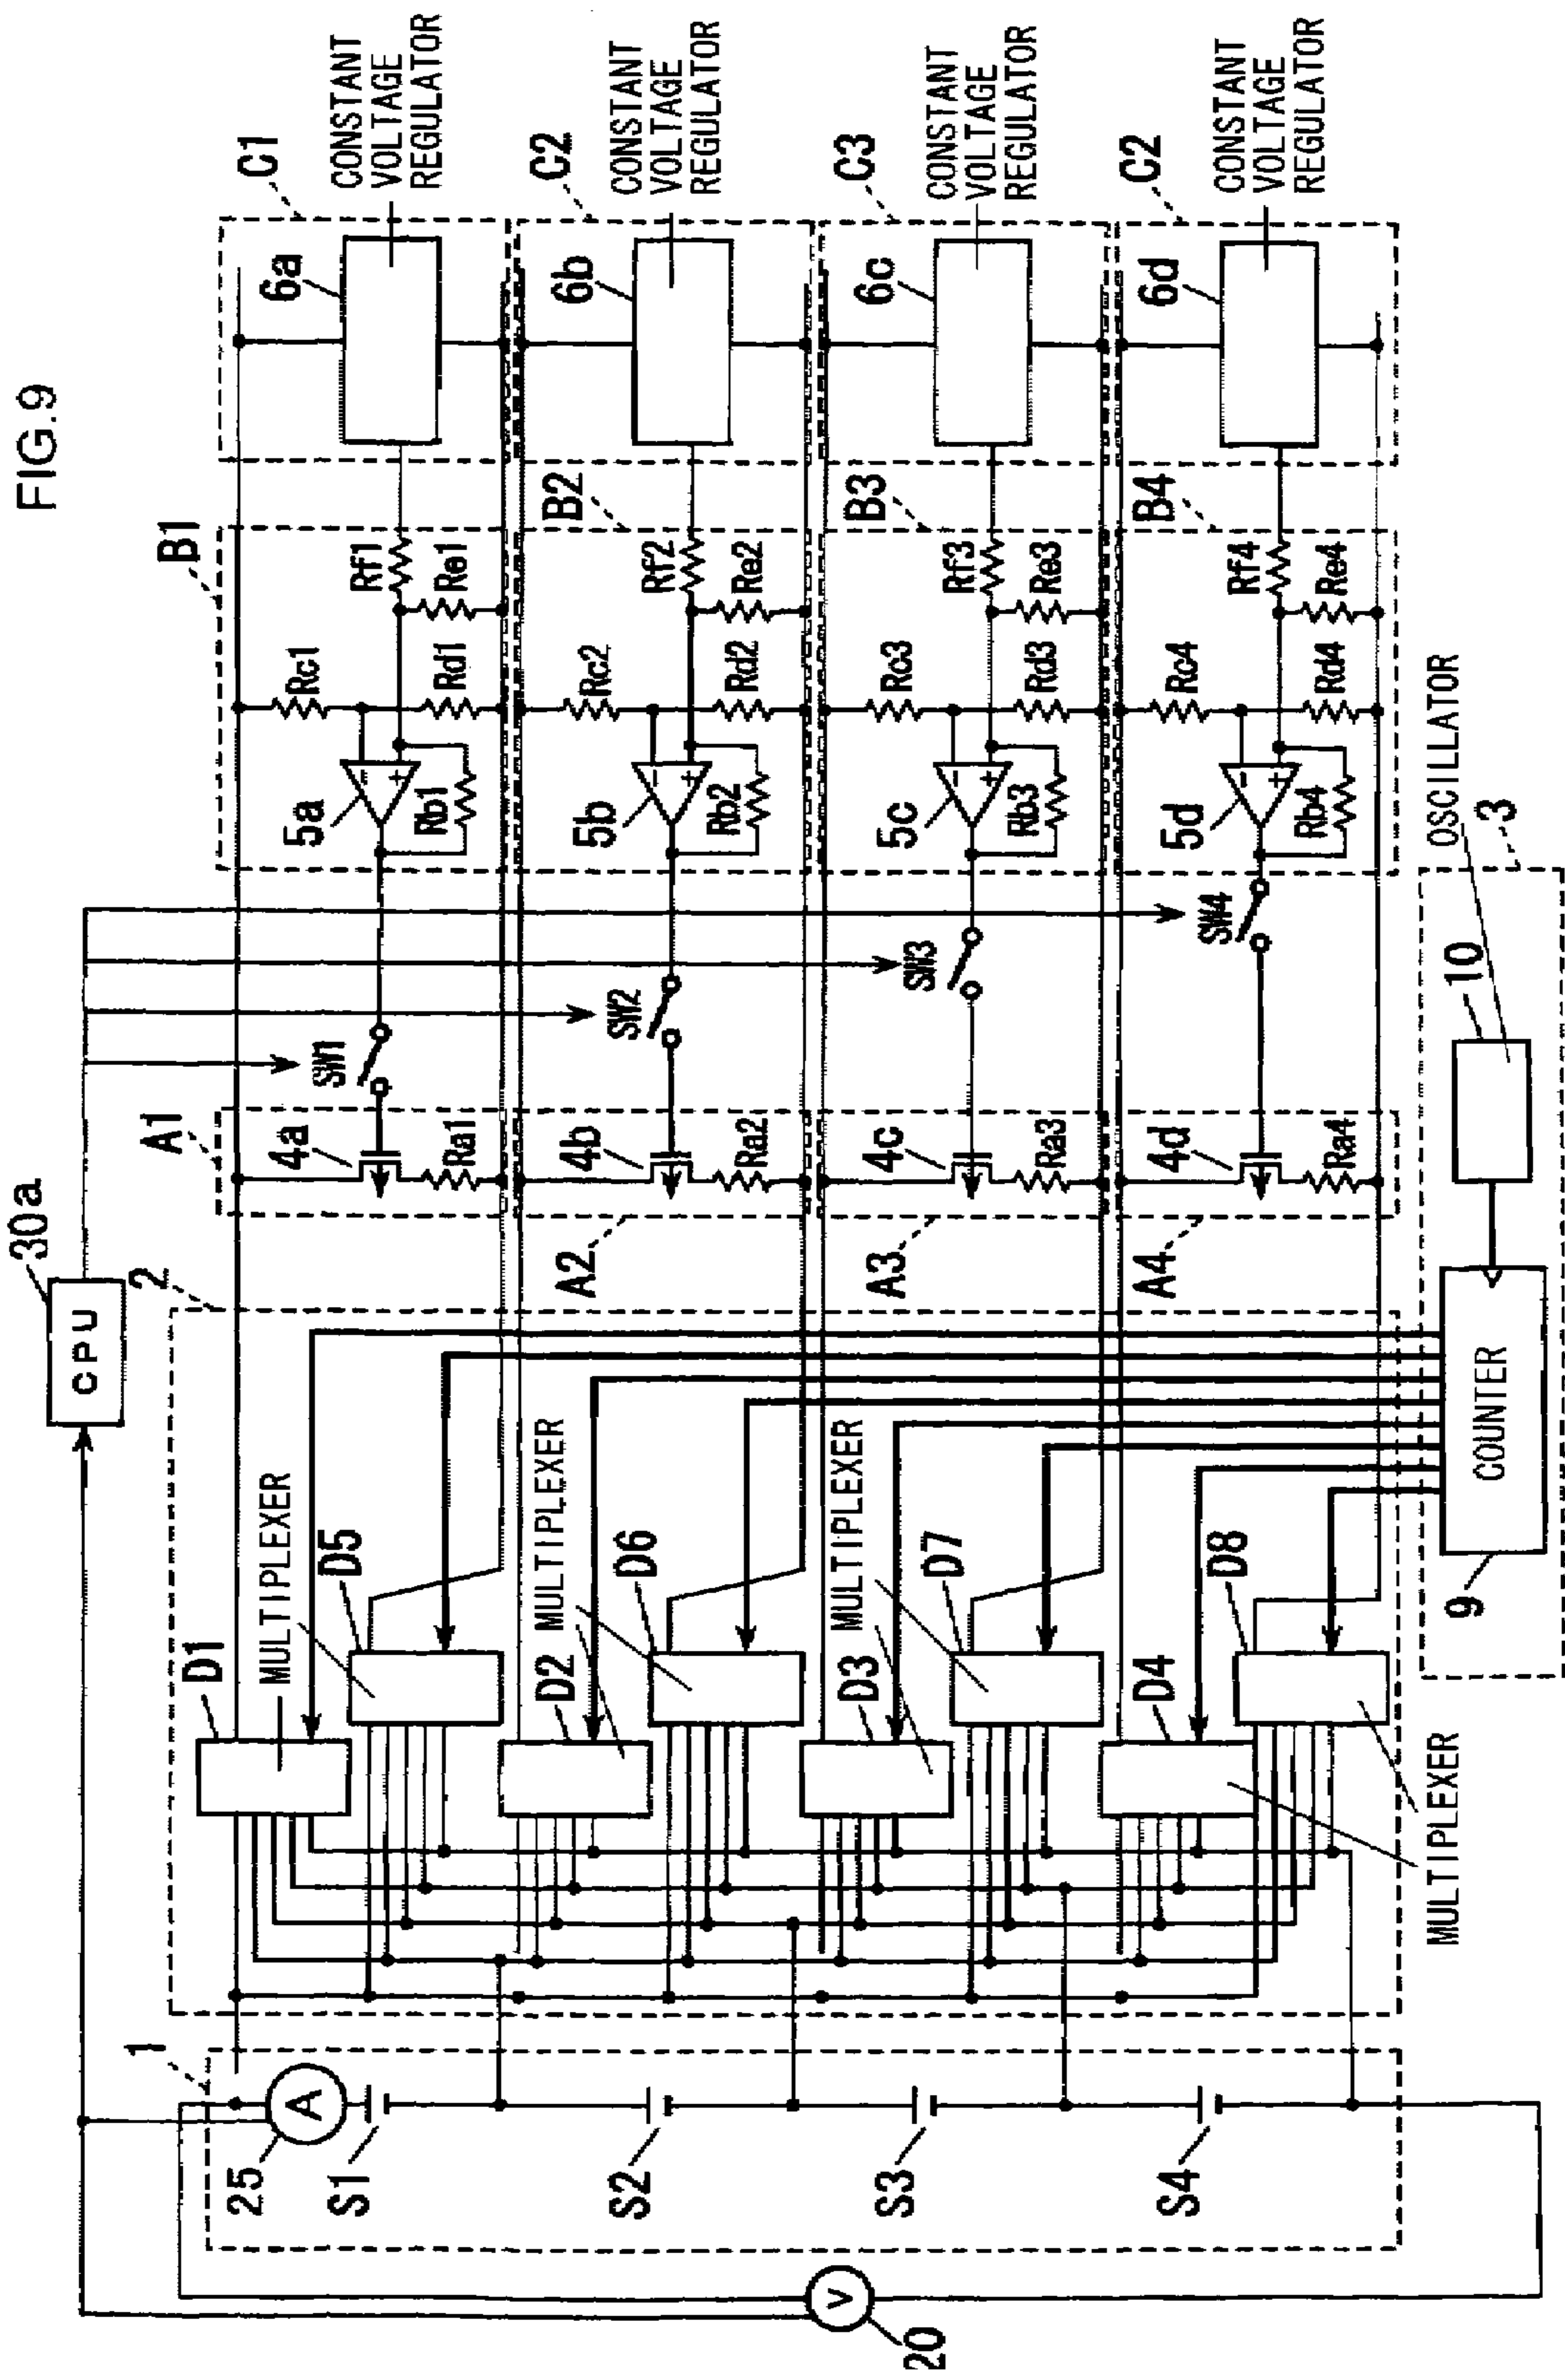 FIG.9
30a
CPU
1
25
A
S1
S2
S3
S4
V
20
2
D1
MULTIPLEXER
D5
D2
MULTIPLEXER
D6
D3
MULTIPLEXER
D7
D4
D8
MULTIPLEXER
MULTIPLEXER
A1
4a
Ra1
A2
4b
Ra2
A3
4c
Ra3
A4
4d
Ra4
SW1
SW2
SW3
SW4
B1
Rc1
Rf1
Re1
Rd1
5a
-
+
Rb1
B2
Rc2
Rf2
Re2
Rd2
5b
-
+
Rb2
B3
Rc3
Rf3
Re3
Rd3
5c
-
+
Rb3
B4
Rc4
Rf4
Re4
Rd4
5d
-
+
Rb4
C1
6a
CONSTANT
VOLTAGE
REGULATOR
C2
6b
CONSTANT
VOLTAGE
REGULATOR
C3
6c
CONSTANT
VOLTAGE
REGULATOR
C2
6d
CONSTANT
VOLTAGE
REGULATOR
9
COUNTER
10
OSCILLATOR
3